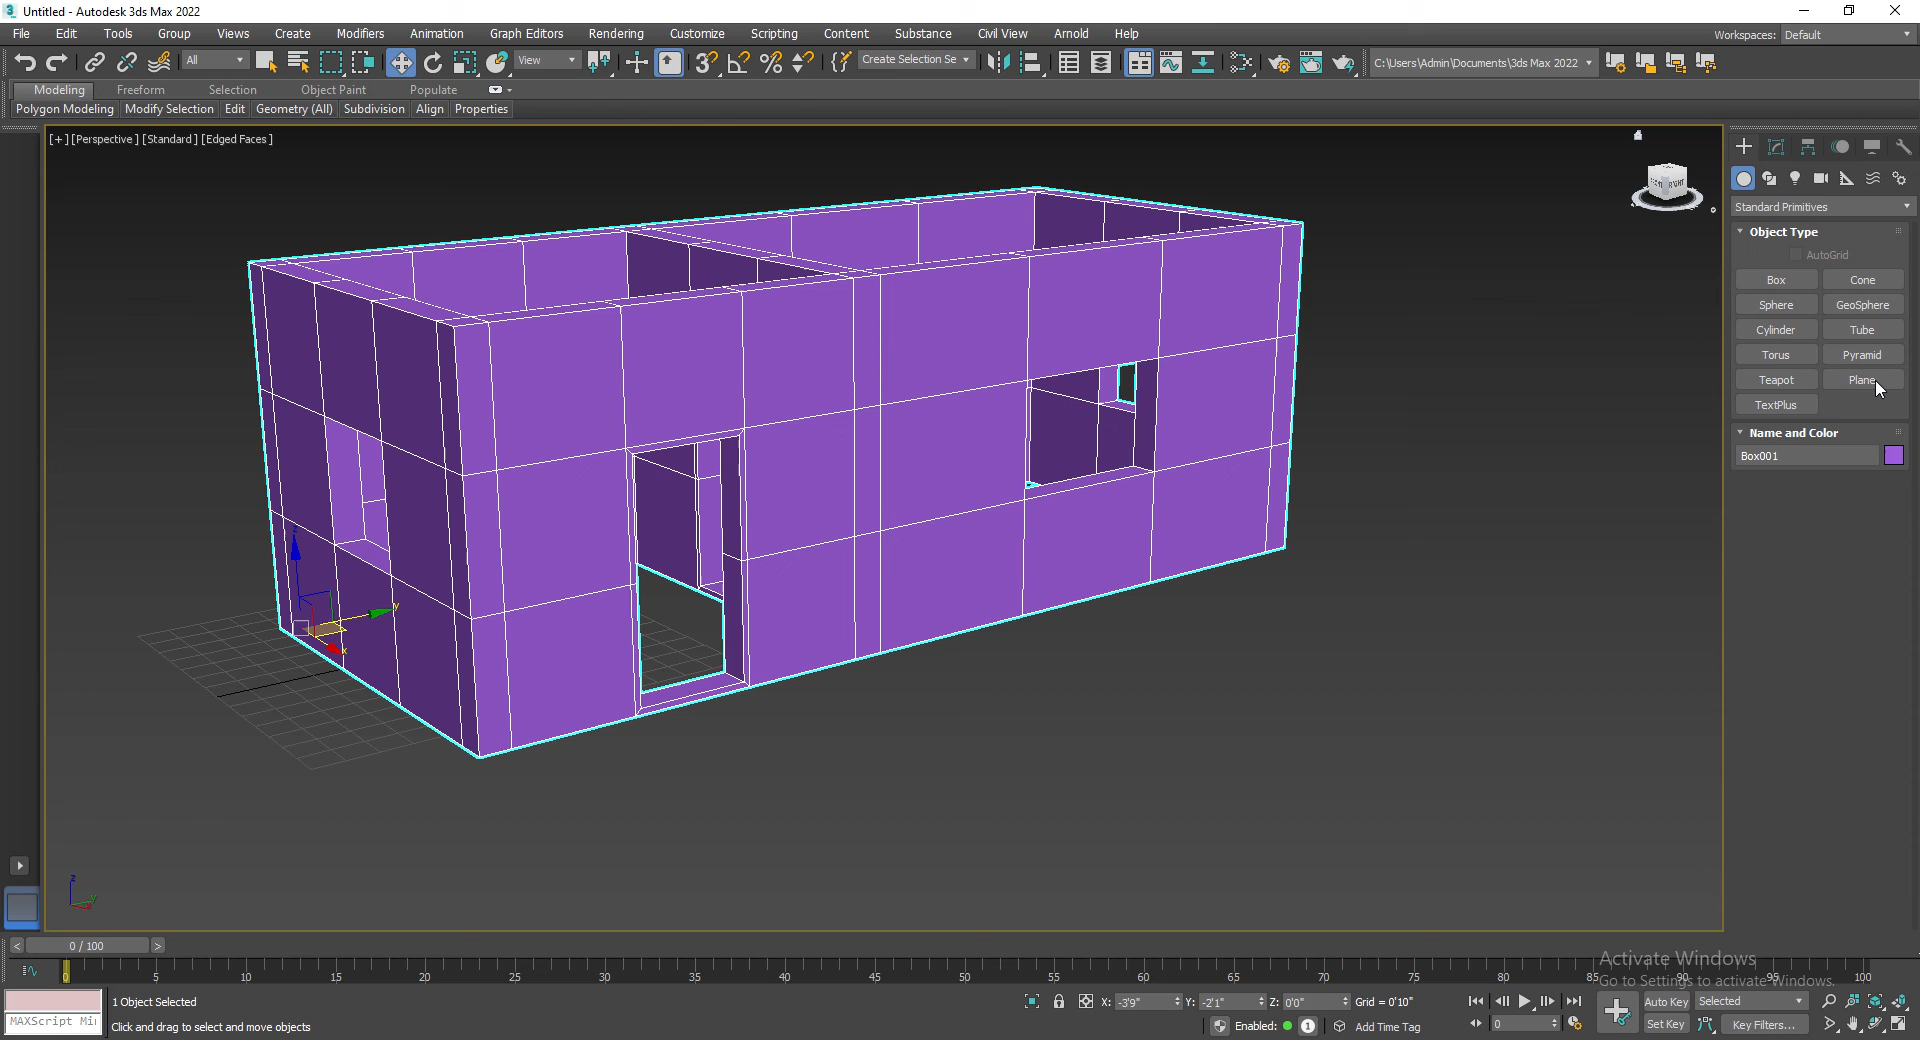 Untitled - Autodesk 3ds Max 2022
File Edit Tools Group Views Create Modifiers Animation Graph Editors Rendering Customize Scripting Content Substance Civil View Arnold Help
Workspaces: Default
All
View
Create Selection Se
C:\Users\Admin\Documents\3ds Max 2022
Modeling Freeform Selection Object Paint Populate
Polygon Modeling Modify Selection Edit Geometry (All) Subdivision Align Properties
[+] [Perspective] [Standard] [Edged Faces]
RIGHT
Standard Primitives
Object Type
AutoGrid
Box Cone
Sphere GeoSphere
Cylinder Tube
Torus Pyramid
Teapot Plane
TextPlus
Name and Color
Box001
y
x
z
< 0 / 100 >
0 5 10 15 20 25 30 35 40 45 50 55 60 65 70 75 80 85 90 95 100
Activate Windows
Go to Settings to activate Windows.
MAXScript Mi
1 Object Selected
Click and drag to select and move objects
X: -3'9" Y: -2'1" Z: 0'0" Grid = 0'10"
Enabled: 1 Add Time Tag
0
Auto Key Selected
Set Key Key Filters...